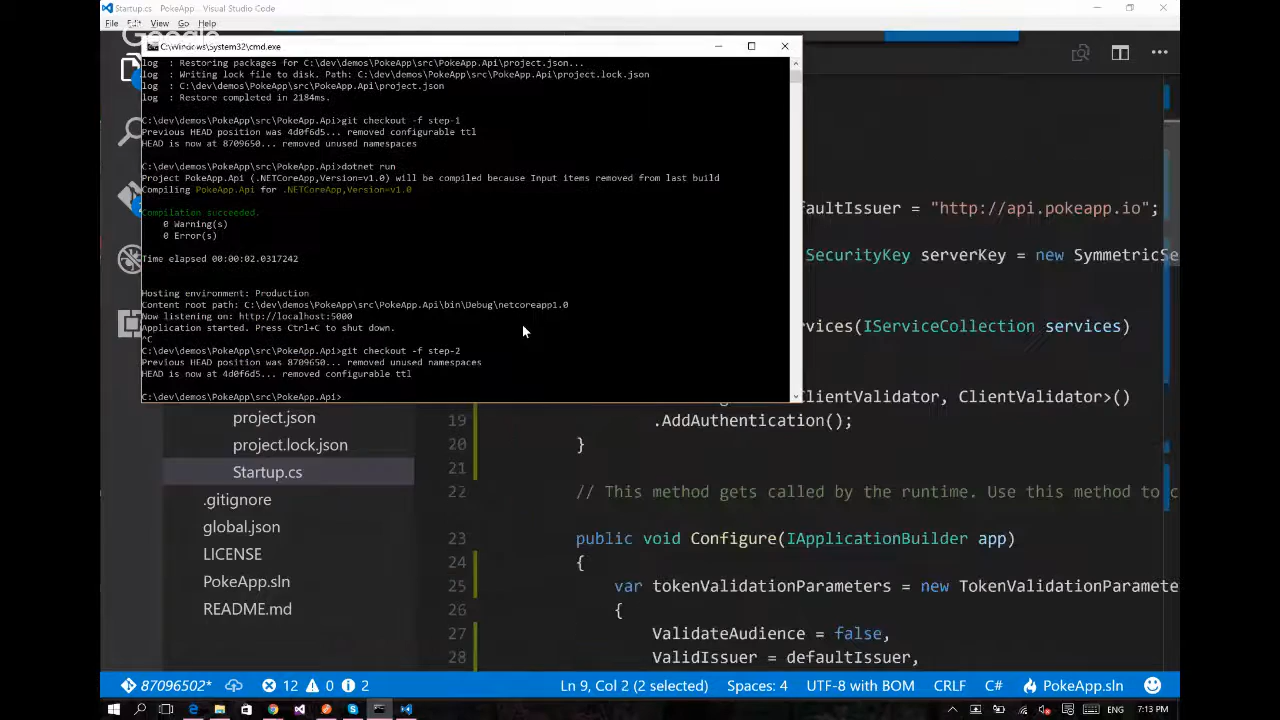 Startup.cs - PokeApp - Visual Studio Code
File Edit View Go Help
Google
C:\Windows\System32\cmd.exe
log : Restoring packages for C:\dev\demos\PokeApp\src\PokeApp.Api\project.json...
log : Writing lock file to disk. Path: C:\dev\demos\PokeApp\src\PokeApp.Api\project.lock.json
log : C:\dev\demos\PokeApp\src\PokeApp.Api\project.json
log : Restore completed in 2184ms.
C:\dev\demos\PokeApp\src\PokeApp.Api>git checkout -f step-1
Previous HEAD position was 4d0f6d5... removed configurable ttl
HEAD is now at 8709650... removed unused namespaces
C:\dev\demos\PokeApp\src\PokeApp.Api>dotnet run
Project PokeApp.Api (.NETCoreApp,Version=v1.0) will be compiled because Input items removed from last build
Compiling PokeApp.Api for .NETCoreApp,Version=v1.0
Compilation succeeded.
0 Warning(s)
0 Error(s)
Time elapsed 00:00:02.0317242
Hosting environment: Production
Content root path: C:\dev\demos\PokeApp\src\PokeApp.Api\bin\Debug\netcoreapp1.0
Now listening on: http://localhost:5000
Application started. Press Ctrl+C to shut down.
^C
C:\dev\demos\PokeApp\src\PokeApp.Api>git checkout -f step-2
Previous HEAD position was 8709650... removed unused namespaces
HEAD is now at 4d0f6d5... removed configurable ttl
C:\dev\demos\PokeApp\src\PokeApp.Api>
faultIssuer = "http://api.pokeapp.io";
SecurityKey serverKey = new SymmetricSe
vices(IServiceCollection services)
ClientValidator, ClientValidator>()
project.json
project.lock.json
Startup.cs
.gitignore
global.json
LICENSE
PokeApp.sln
README.md
19 .AddAuthentication();
20 }
21
22 // This method gets called by the runtime. Use this method to c
23 public void Configure(IApplicationBuilder app)
24 {
25 var tokenValidationParameters = new TokenValidationParamete
26 {
27 ValidateAudience = false,
28 ValidIssuer = defaultIssuer,
87096502* 12 0 2 Ln 9, Col 2 (2 selected) Spaces: 4 UTF-8 with BOM CRLF C# PokeApp.sln
ENG 7:13 PM